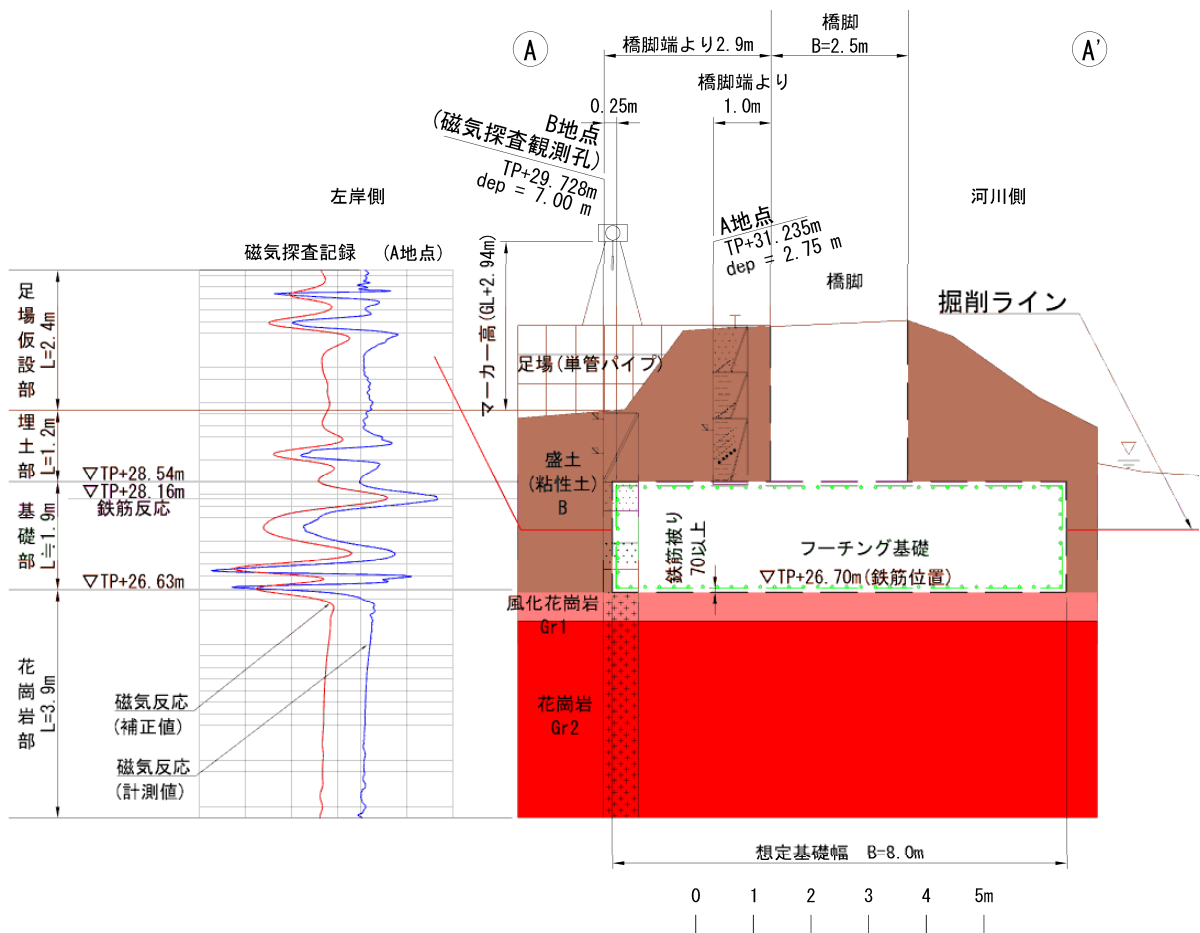 A
A'
橋脚
B=2.5m
橋脚端より2.9m
橋脚端より
1.0m
0.25m
B地点
(磁気探査観測孔)
TP+29.728m
dep = 7.00 m
左岸側
河川側
A地点
TP+31.235m
dep = 2.75 m
磁気探査記録 (A地点)
橋脚
掘削ライン
足場仮設部
L=2.4m
マーカー高(GL+2.94m)
足場(単管パイプ)
埋土部
L=1.2m
▽TP+28.54m
▽TP+28.16m
鉄筋反応
盛土
(粘性土)
B
基礎部
L≒1.9m
鉄筋被り
70以上
フーチング基礎
▽TP+26.70m(鉄筋位置)
▽TP+26.63m
風化花崗岩
Gr1
花崗岩部
L=3.9m
磁気反応
(補正値)
花崗岩
Gr2
磁気反応
(計測値)
想定基礎幅 B=8.0m
0 1 2 3 4 5m